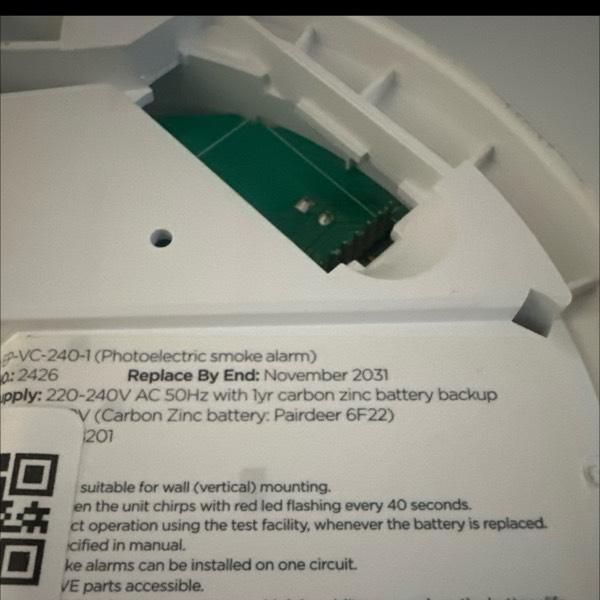 -VC-240-1 (Photoelectric smoke alarm)
2426 Replace By End: November 2031
pply: 220-240V AC 50Hz with 1yr carbon zinc battery backup
V (Carbon Zinc battery: Pairdeer 6F22)
201
suitable for wall (vertical) mounting.
en the unit chirps with red led flashing every 40 seconds.
ct operation using the test facility, whenever the battery is replaced.
cified in manual.
ke alarms can be installed on one circuit.
VE parts accessible.